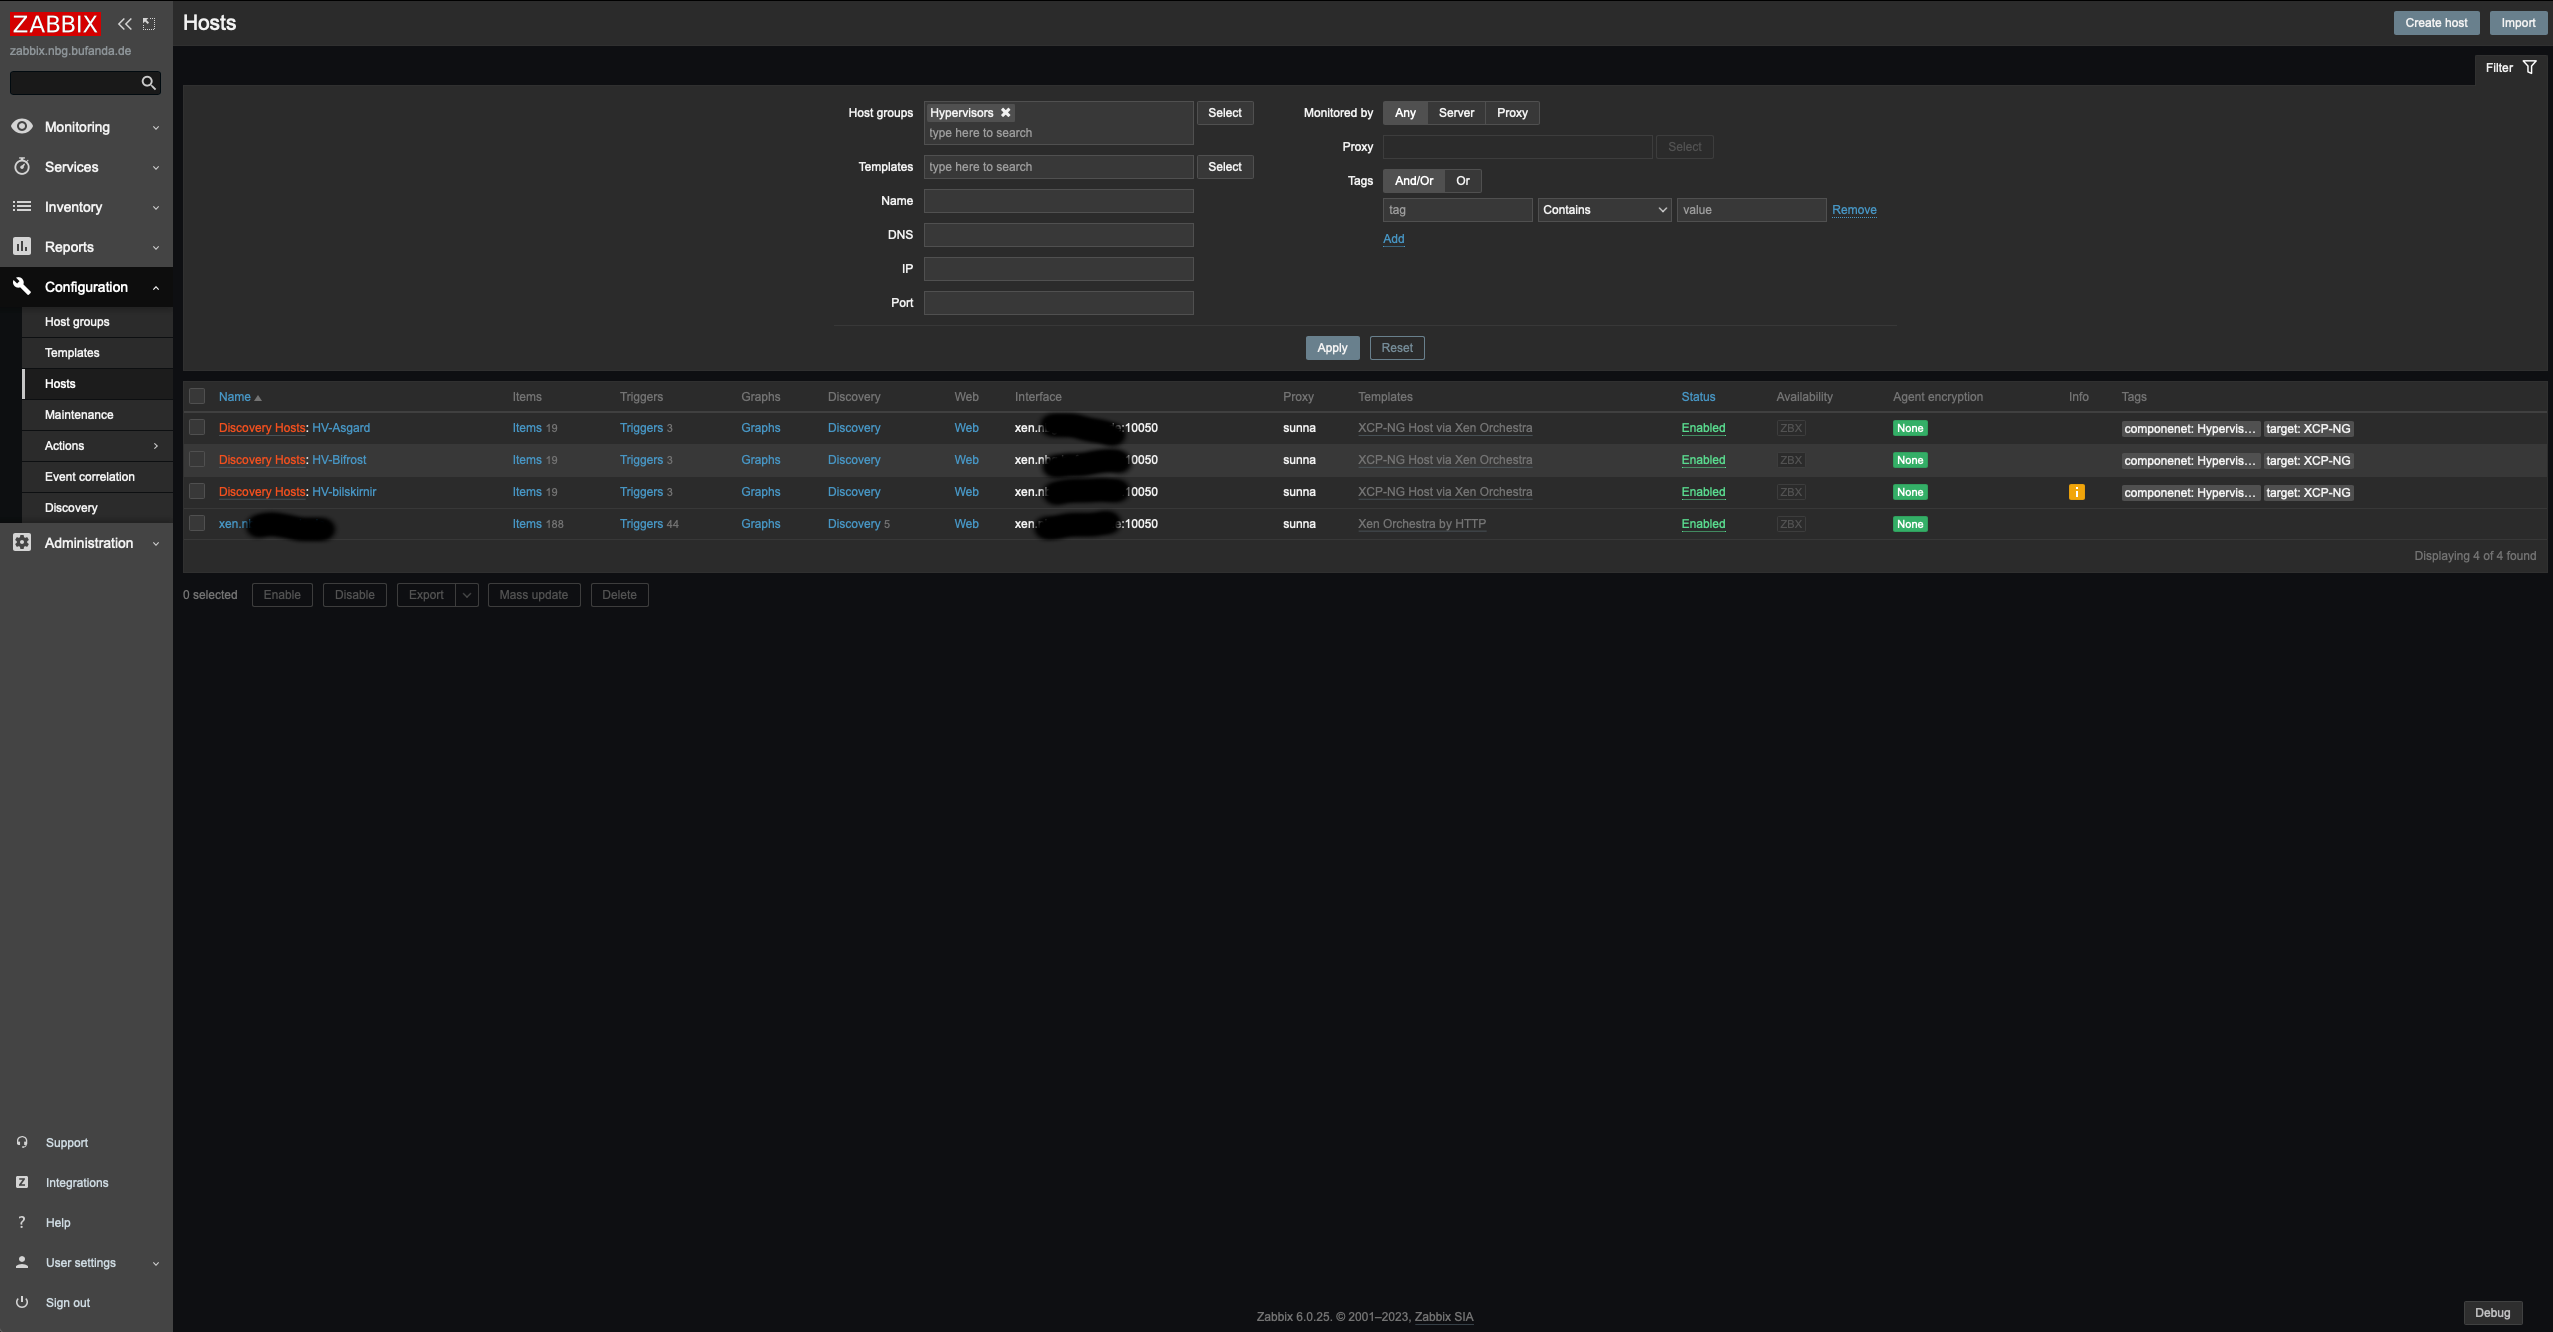 ZABBIX
zabbix.nbg.bufanda.de
Monitoring
Services
Inventory
Reports
Configuration
Host groups
Templates
Hosts
Maintenance
Actions
Event correlation
Discovery
Administration
Support
Integrations
Help
User settings
Sign out
Hosts
Create host Import
Filter
Host groups Hypervisors type here to search Select
Templates type here to search Select
Name
DNS
IP
Port
Monitored by Any Server Proxy
Proxy Select
Tags And/Or Or
tag Contains value Remove
Add
Apply Reset
Name Items Triggers Graphs Discovery Web Interface Proxy Templates Status Availability Agent encryption Info Tags
Discovery Hosts: HV-Asgard Items 19 Triggers 3 Graphs Discovery Web :10050 sunna XCP-NG Host via Xen Orchestra Enabled ZBX None componenet: Hypervis... target: XCP-NG
Discovery Hosts: HV-Bifrost Items 19 Triggers 3 Graphs Discovery Web :10050 sunna XCP-NG Host via Xen Orchestra Enabled ZBX None componenet: Hypervis... target: XCP-NG
Discovery Hosts: HV-bilskirnir Items 19 Triggers 3 Graphs Discovery Web :10050 sunna XCP-NG Host via Xen Orchestra Enabled ZBX None i componenet: Hypervis... target: XCP-NG
Items 188 Triggers 44 Graphs Discovery 5 Web :10050 sunna Xen Orchestra by HTTP Enabled ZBX None
Displaying 4 of 4 found
0 selected Enable Disable Export Mass update Delete
Zabbix 6.0.25. © 2001–2023, Zabbix SIA
Debug